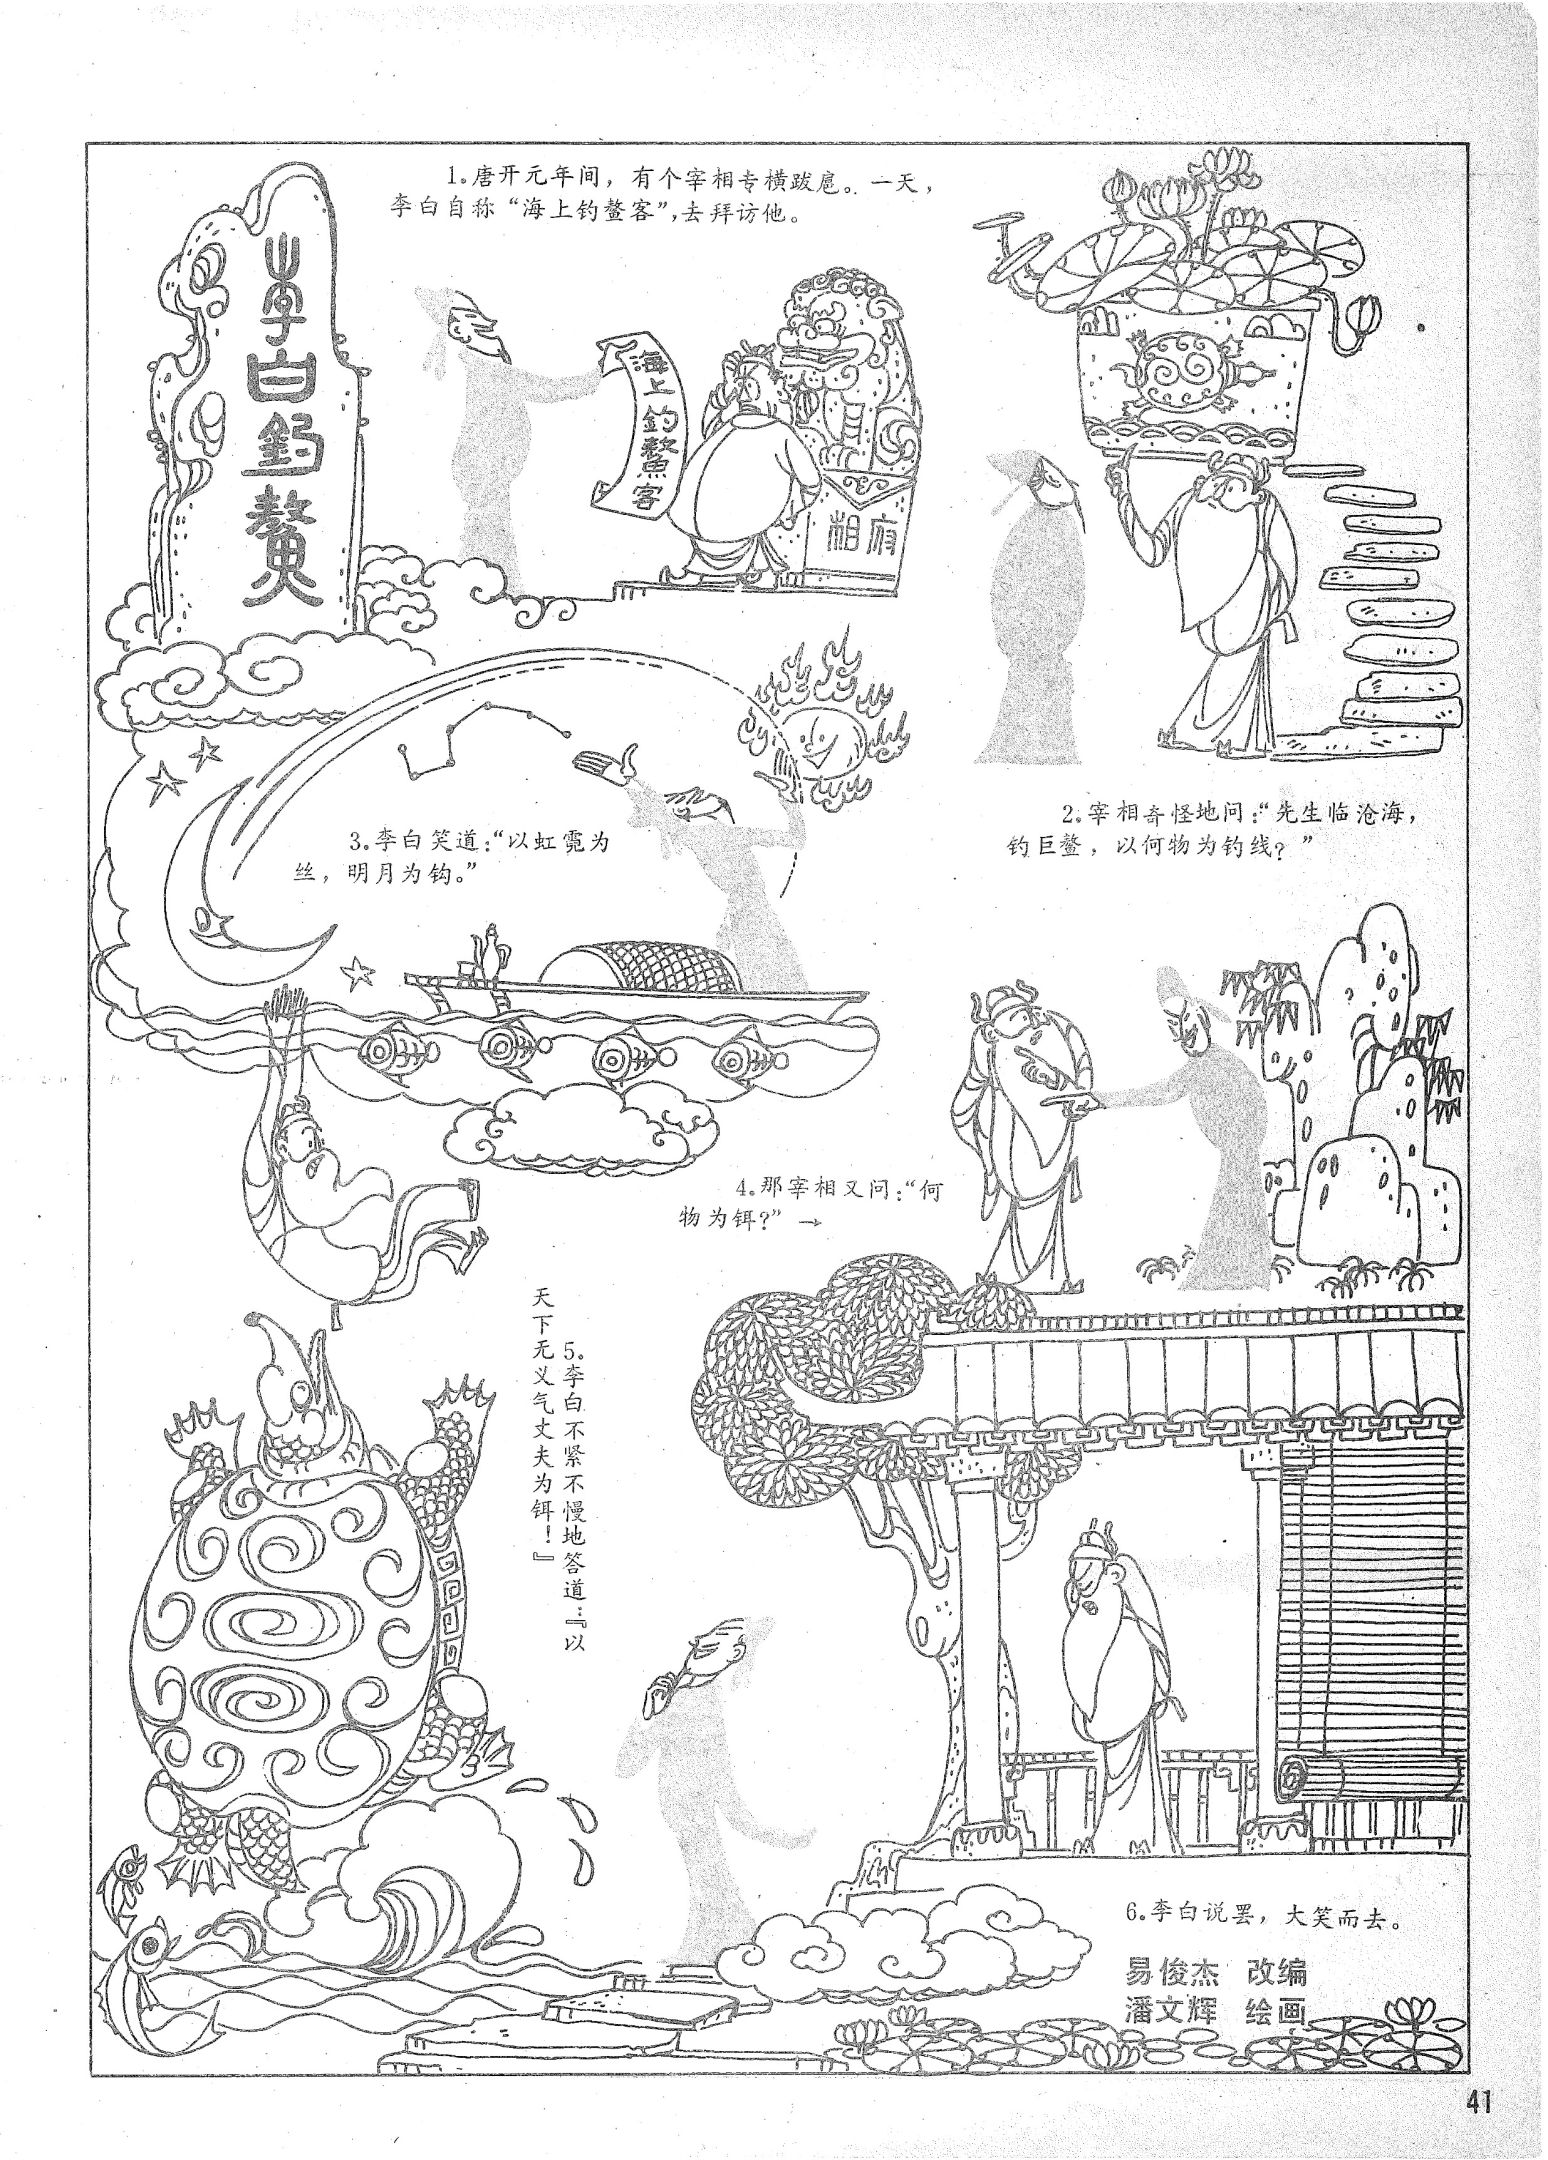 李白钓鳌
1.唐开元年间，有个宰相专横跋扈。一天，
李白自称“海上钓鳌客”，去拜访他。
海上釣鰲客
相府
2.宰相奇怪地问：“先生临沧海，
钓巨鳌，以何物为钓线？”
3.李白笑道：“以虹霓为
丝，明月为钩。”
4.那宰相又问：“何
物为饵？”→
5.李白不紧不慢地答道：『以
天下无义气丈夫为饵！』
6.李白说罢，大笑而去。
易俊杰 改编
潘文辉 绘画
41